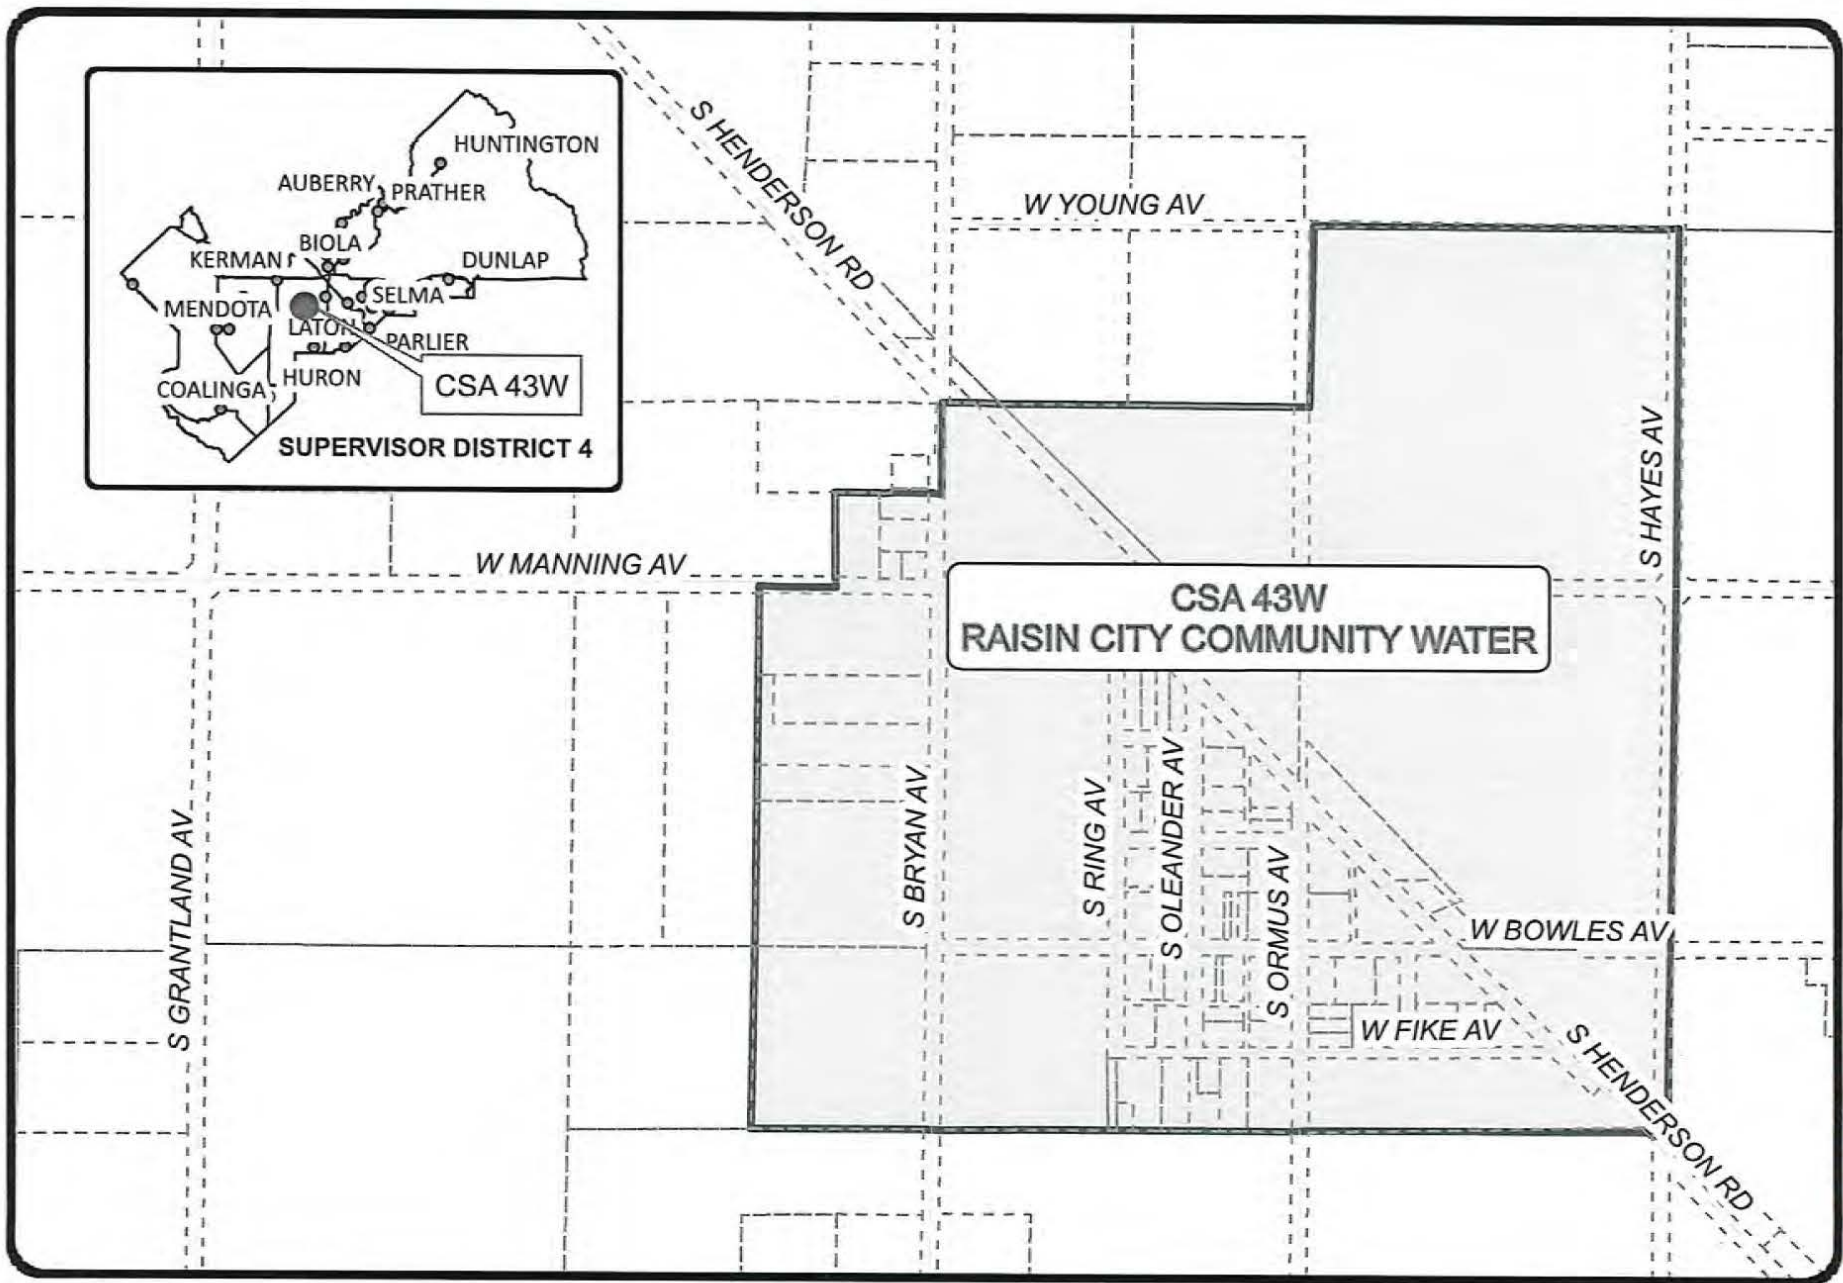 HUNTINGTON
AUBERRY
PRATHER
BIOLA
KERMAN
DUNLAP
MENDOTA
SELMA
LATON
PARLIER
COALINGA
HURON
CSA 43W
SUPERVISOR DISTRICT 4
S HENDERSON RD
W YOUNG AV
S HAYES AV
W MANNING AV
CSA 43W
RAISIN CITY COMMUNITY WATER
S GRANTLAND AV
S BRYAN AV
S RING AV
S OLEANDER AV
S ORMUS AV
W BOWLES AV
W FIKE AV
S HENDERSON RD